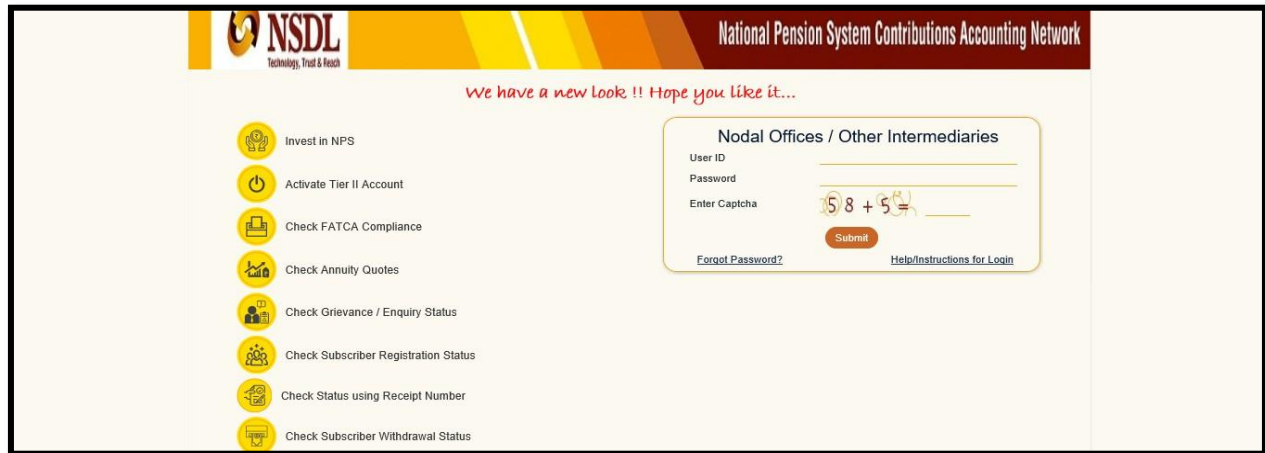 NSDL
Technology, Trust & Reach
National Pension System Contributions Accounting Network
We have a new look !! Hope you like it...
Invest in NPS
Activate Tier II Account
Check FATCA Compliance
Check Annuity Quotes
Check Grievance / Enquiry Status
Check Subscriber Registration Status
Check Status using Receipt Number
Check Subscriber Withdrawal Status
Nodal Offices / Other Intermediaries
User ID
Password
Enter Captcha 58 + 5 =
Submit
Forgot Password? Help/Instructions for Login